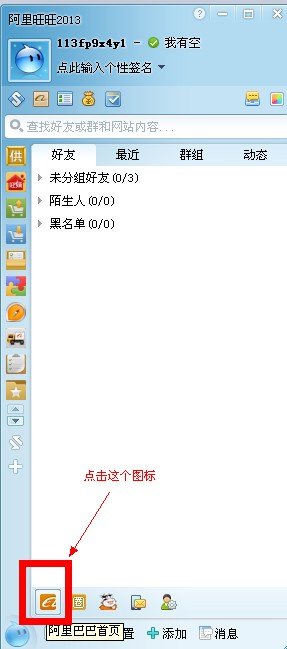 阿里旺旺2013
113fp9x4y1 - 我有空
点此输入个性签名
查找好友或群和网站内容...
供
好友 最近 群组 动态
未分组好友(0/3)
陌生人(0/0)
黑名单(0/0)
点击这个图标
圈
阿里巴巴首页 置 添加 消息